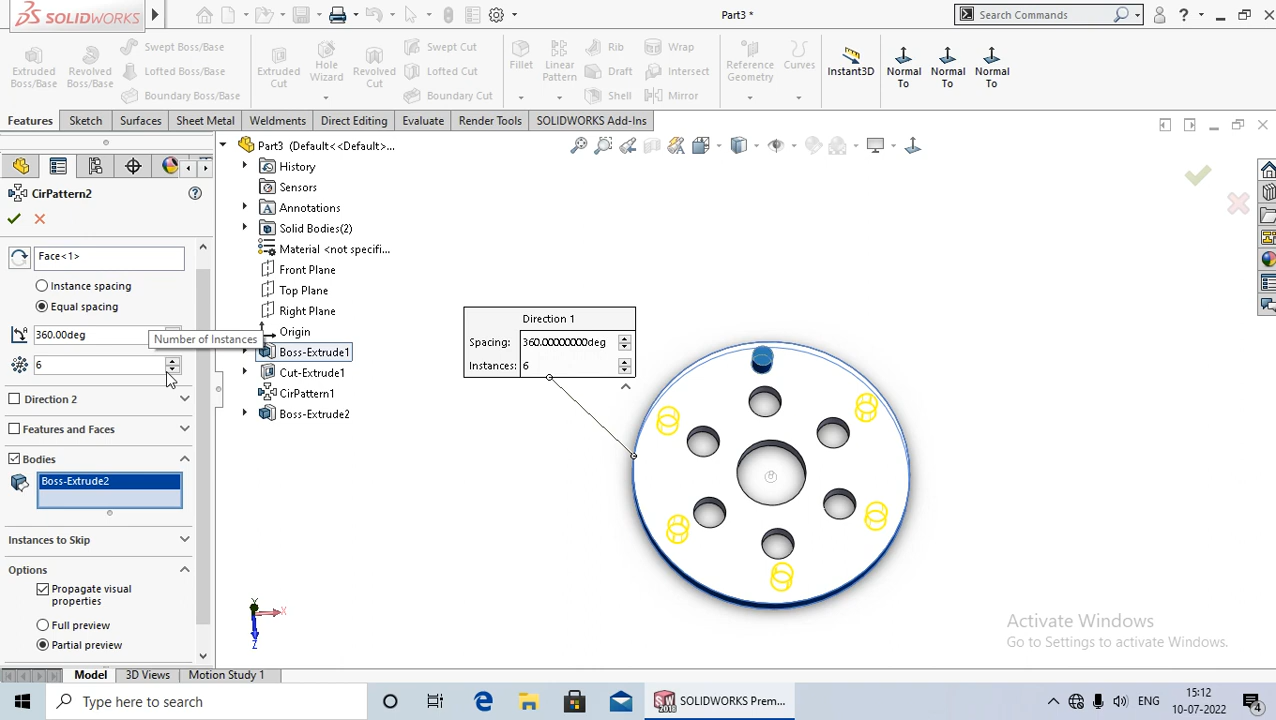 SOLIDWORKS
Part3 *
Search Commands
?
Extruded Boss/Base
Revolved Boss/Base
Swept Boss/Base
Lofted Boss/Base
Boundary Boss/Base
Extruded Cut
Hole Wizard
Revolved Cut
Swept Cut
Lofted Cut
Boundary Cut
Fillet
Linear Pattern
Rib
Draft
Shell
Wrap
Intersect
Mirror
Reference Geometry
Curves
Instant3D
Normal To
Normal To
Normal To
Features
Sketch
Surfaces
Sheet Metal
Weldments
Direct Editing
Evaluate
Render Tools
SOLIDWORKS Add-Ins
Part3 (Default<<Default>...
History
Sensors
Annotations
Solid Bodies(2)
Material <not specifi...
Front Plane
Top Plane
Right Plane
Origin
Boss-Extrude1
Cut-Extrude1
CirPattern1
Boss-Extrude2
CirPattern2
Face<1>
Instance spacing
Equal spacing
360.00deg
Number of Instances
6
Direction 2
Features and Faces
Bodies
Boss-Extrude2
Instances to Skip
Options
Propagate visual
properties
Full preview
Partial preview
Direction 1
Spacing: 360.00000000deg
Instances: 6
Y
X
Z
Activate Windows
Go to Settings to activate Windows.
Model
3D Views
Motion Study 1
Type here to search
SW
2018
SOLIDWORKS Prem...
ENG
15:12
10-07-2022
4